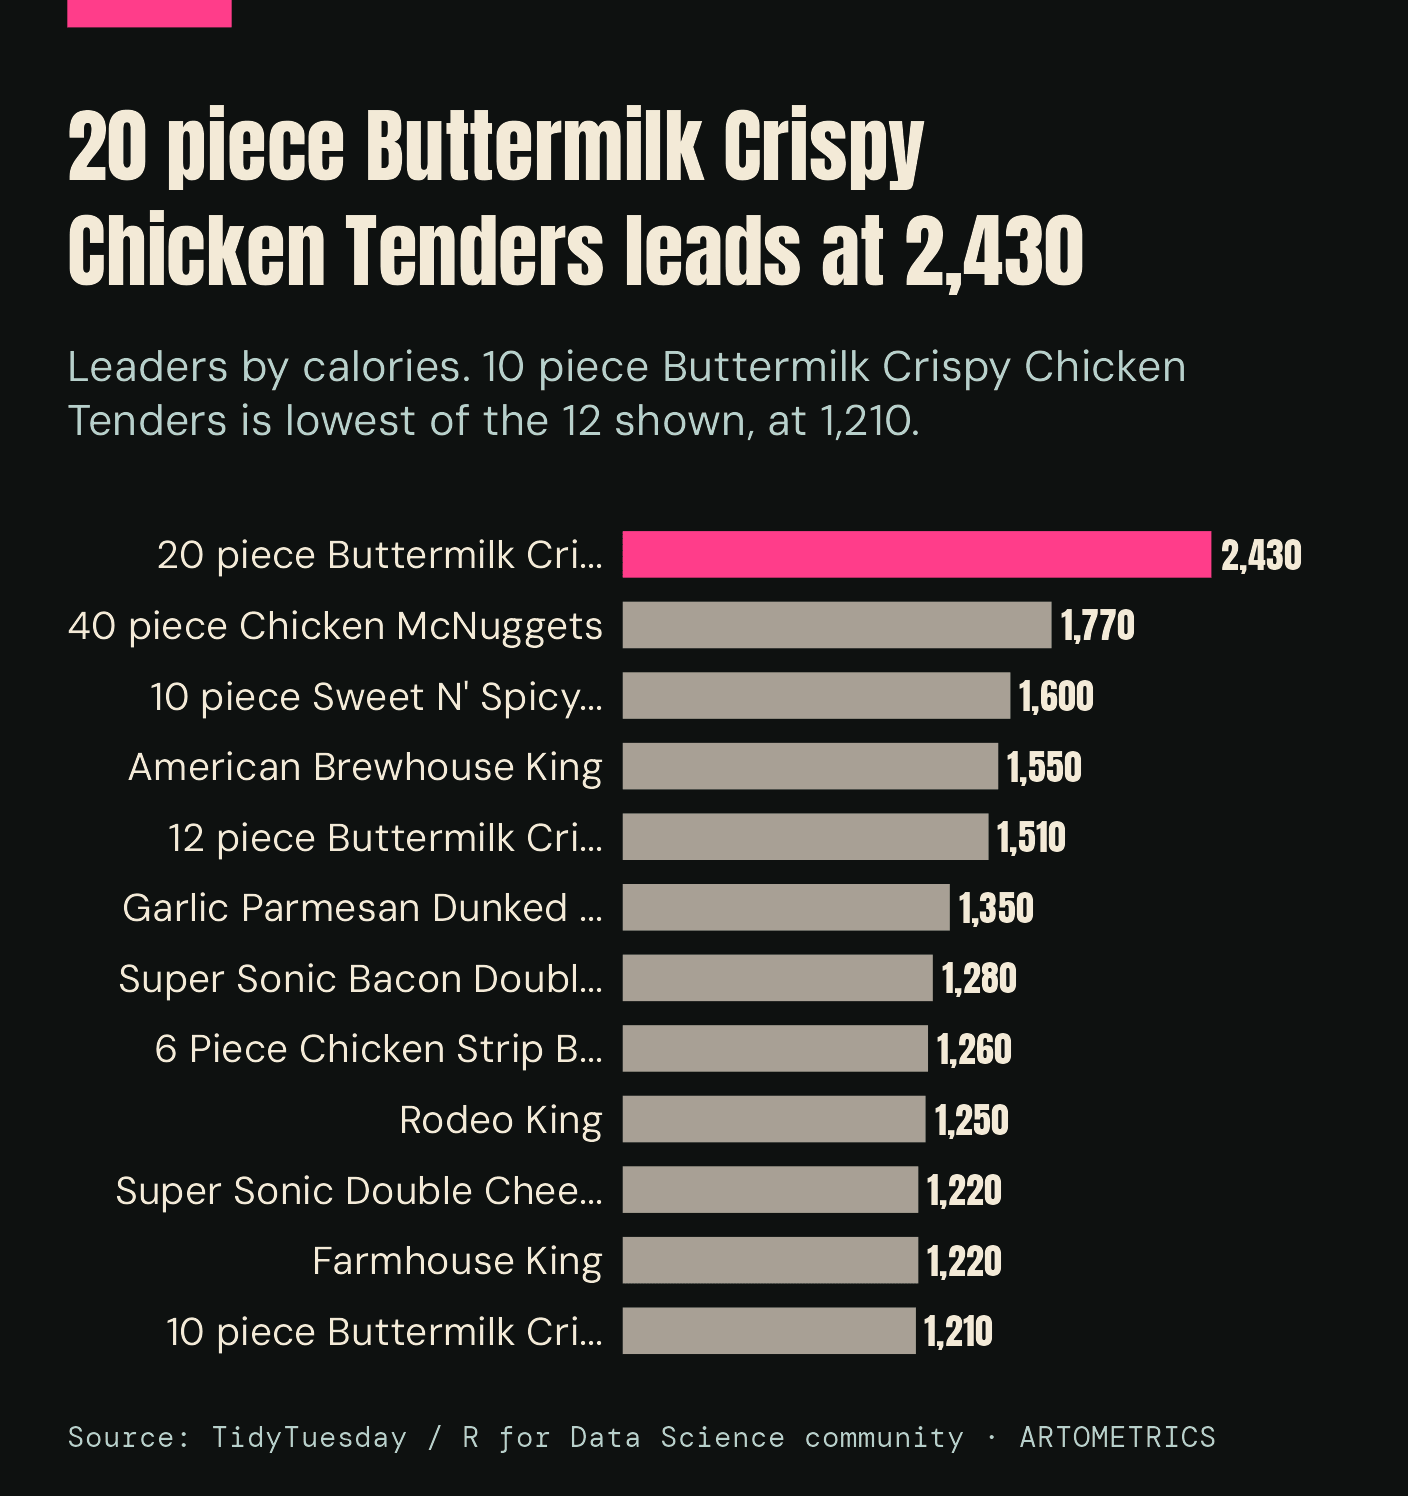 20 piece Buttermilk Crispy
Chicken Tenders leads at 2,430
Leaders by calories. 10 piece Buttermilk Crispy Chicken
Tenders is lowest of the 12 shown, at 1,210.
20 piece Buttermilk Cri... 2,430
40 piece Chicken McNuggets 1,770
10 piece Sweet N' Spicy... 1,600
American Brewhouse King 1,550
12 piece Buttermilk Cri... 1,510
Garlic Parmesan Dunked ... 1,350
Super Sonic Bacon Doubl... 1,280
6 Piece Chicken Strip B... 1,260
Rodeo King 1,250
Super Sonic Double Chee... 1,220
Farmhouse King 1,220
10 piece Buttermilk Cri... 1,210
Source: TidyTuesday / R for Data Science community · ARTOMETRICS